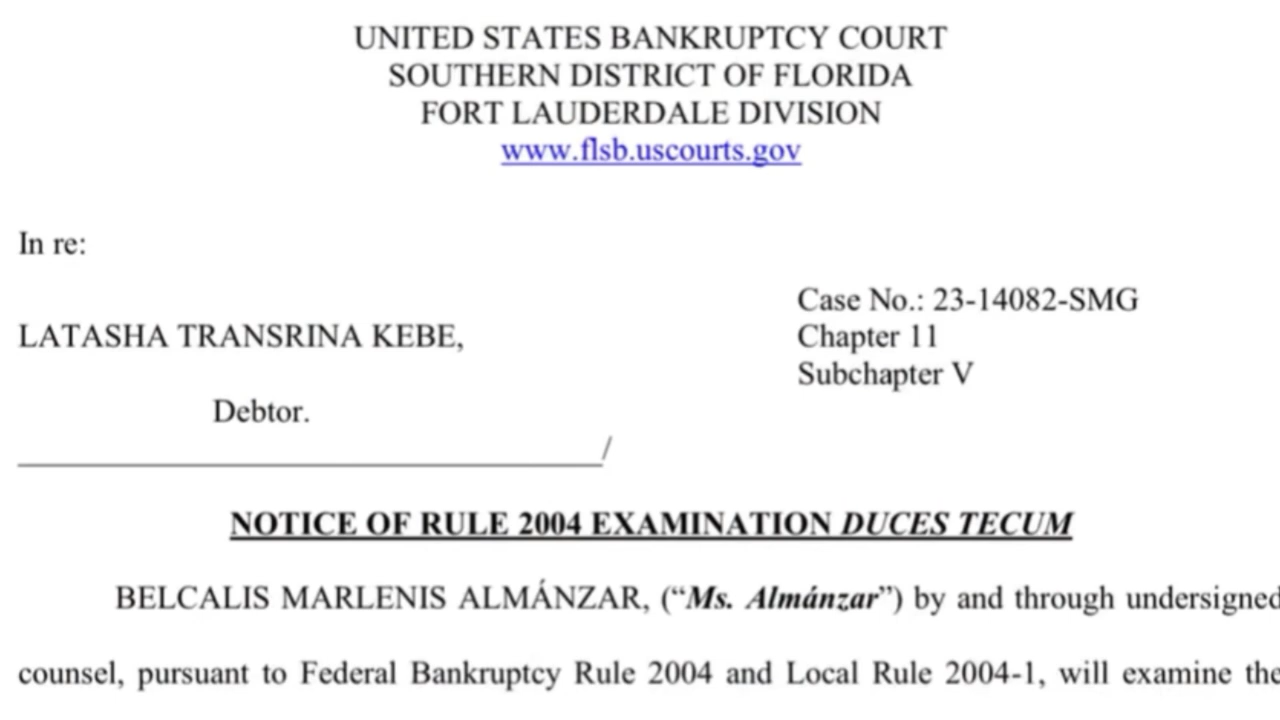 UNITED STATES BANKRUPTCY COURT
SOUTHERN DISTRICT OF FLORIDA
FORT LAUDERDALE DIVISION
www.flsb.uscourts.gov
In re:
Case No.: 23-14082-SMG
LATASHA TRANSRINA KEBE,
Chapter 11
Subchapter V
Debtor.
/
NOTICE OF RULE 2004 EXAMINATION DUCES TECUM
BELCALIS MARLENIS ALMÁNZAR, (“Ms. Almánzar”) by and through undersigned
counsel, pursuant to Federal Bankruptcy Rule 2004 and Local Rule 2004-1, will examine the